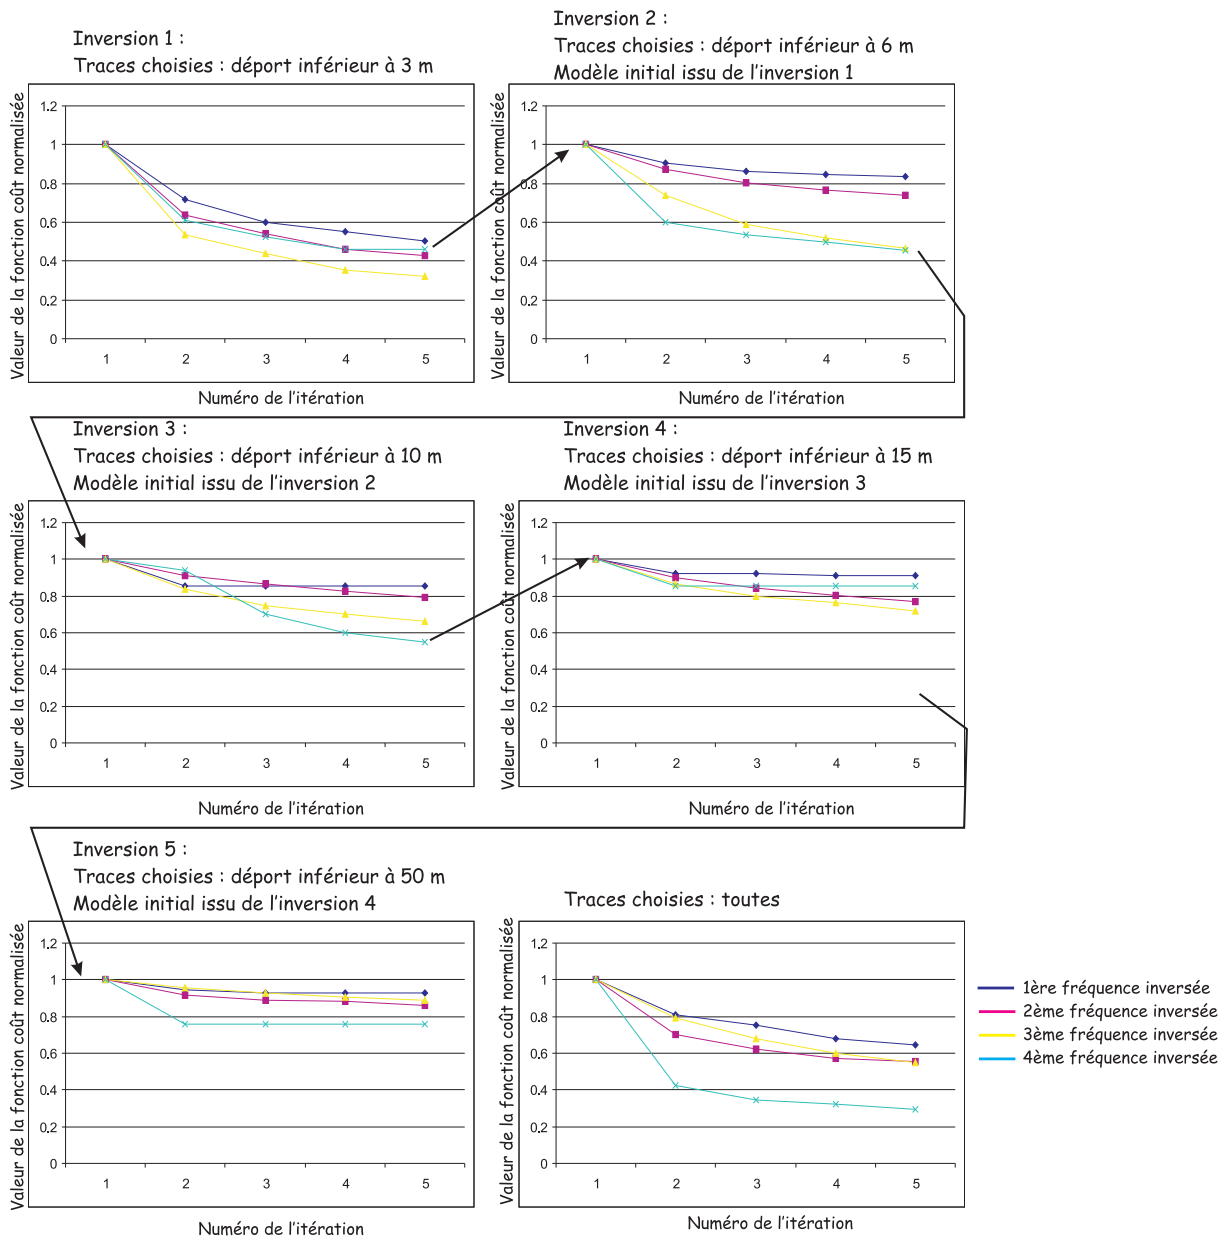 Inversion 1 :
Traces choisies : déport inférieur à 3 m
Valeur de la fonction coût normalisée
1.2
1
0.8
0.6
0.4
0.2
0
1 2 3 4 5
Numéro de l'itération
Inversion 2 :
Traces choisies : déport inférieur à 6 m
Modèle initial issu de l'inversion 1
Valeur de la fonction coût normalisée
1.2
1
0.8
0.6
0.4
0.2
0
1 2 3 4 5
Numéro de l'itération
Inversion 3 :
Traces choisies : déport inférieur à 10 m
Modèle initial issu de l'inversion 2
Valeur de la fonction coût normalisée
1.2
1
0.8
0.6
0.4
0.2
0
1 2 3 4 5
Numéro de l'itération
Inversion 4 :
Traces choisies : déport inférieur à 15 m
Modèle initial issu de l'inversion 3
Valeur de la fonction coût normalisée
1.2
1
0.8
0.6
0.4
0.2
0
1 2 3 4 5
Numéro de l'itération
Inversion 5 :
Traces choisies : déport inférieur à 50 m
Modèle initial issu de l'inversion 4
Valeur de la fonction coût normalisée
1.2
1
0.8
0.6
0.4
0.2
0
1 2 3 4 5
Numéro de l'itération
Traces choisies : toutes
Valeur de la fonction coût normalisée
1.2
1
0.8
0.6
0.4
0.2
0
1 2 3 4 5
Numéro de l'itération
1ère fréquence inversée
2ème fréquence inversée
3ème fréquence inversée
4ème fréquence inversée